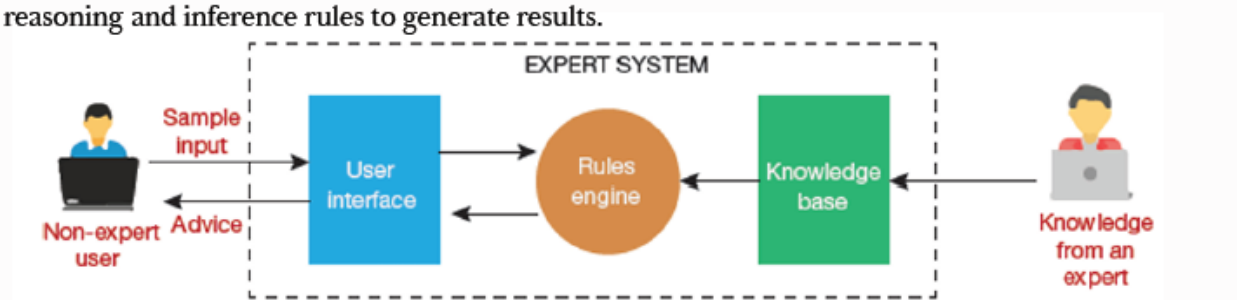 reasoning and inference rules to generate results.
EXPERT SYSTEM
Sample
input
User
interface
Rules
engine
Knowledge
base
Advice
Non-expert
user
Knowledge
from an
expert